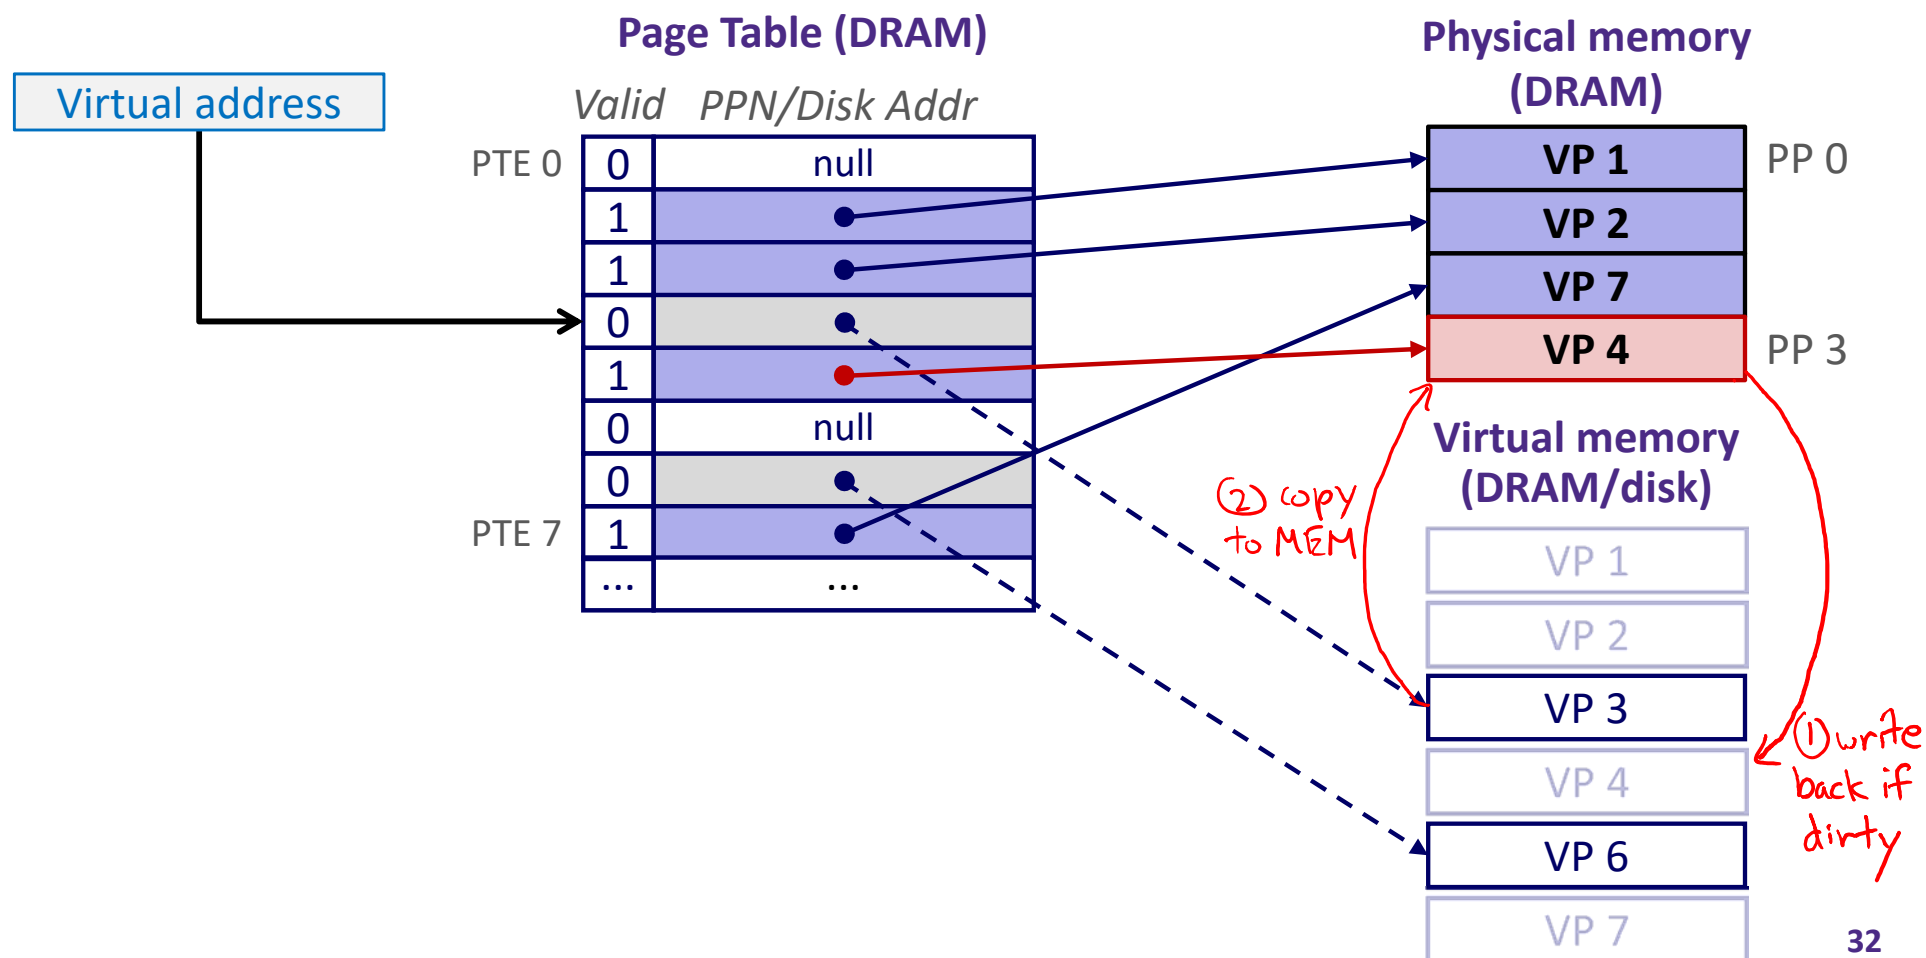 Page Table (DRAM)
Physical memory
(DRAM)
Virtual address
Valid PPN/Disk Addr
PTE 0 0 null
1
1
0
1
0 null
0
PTE 7 1
... ...
VP 1 PP 0
VP 2
VP 7
VP 4 PP 3
Virtual memory
(DRAM/disk)
② copy
to MEM
VP 1
VP 2
VP 3
VP 4
VP 6
VP 7
① write
back if
dirty
32